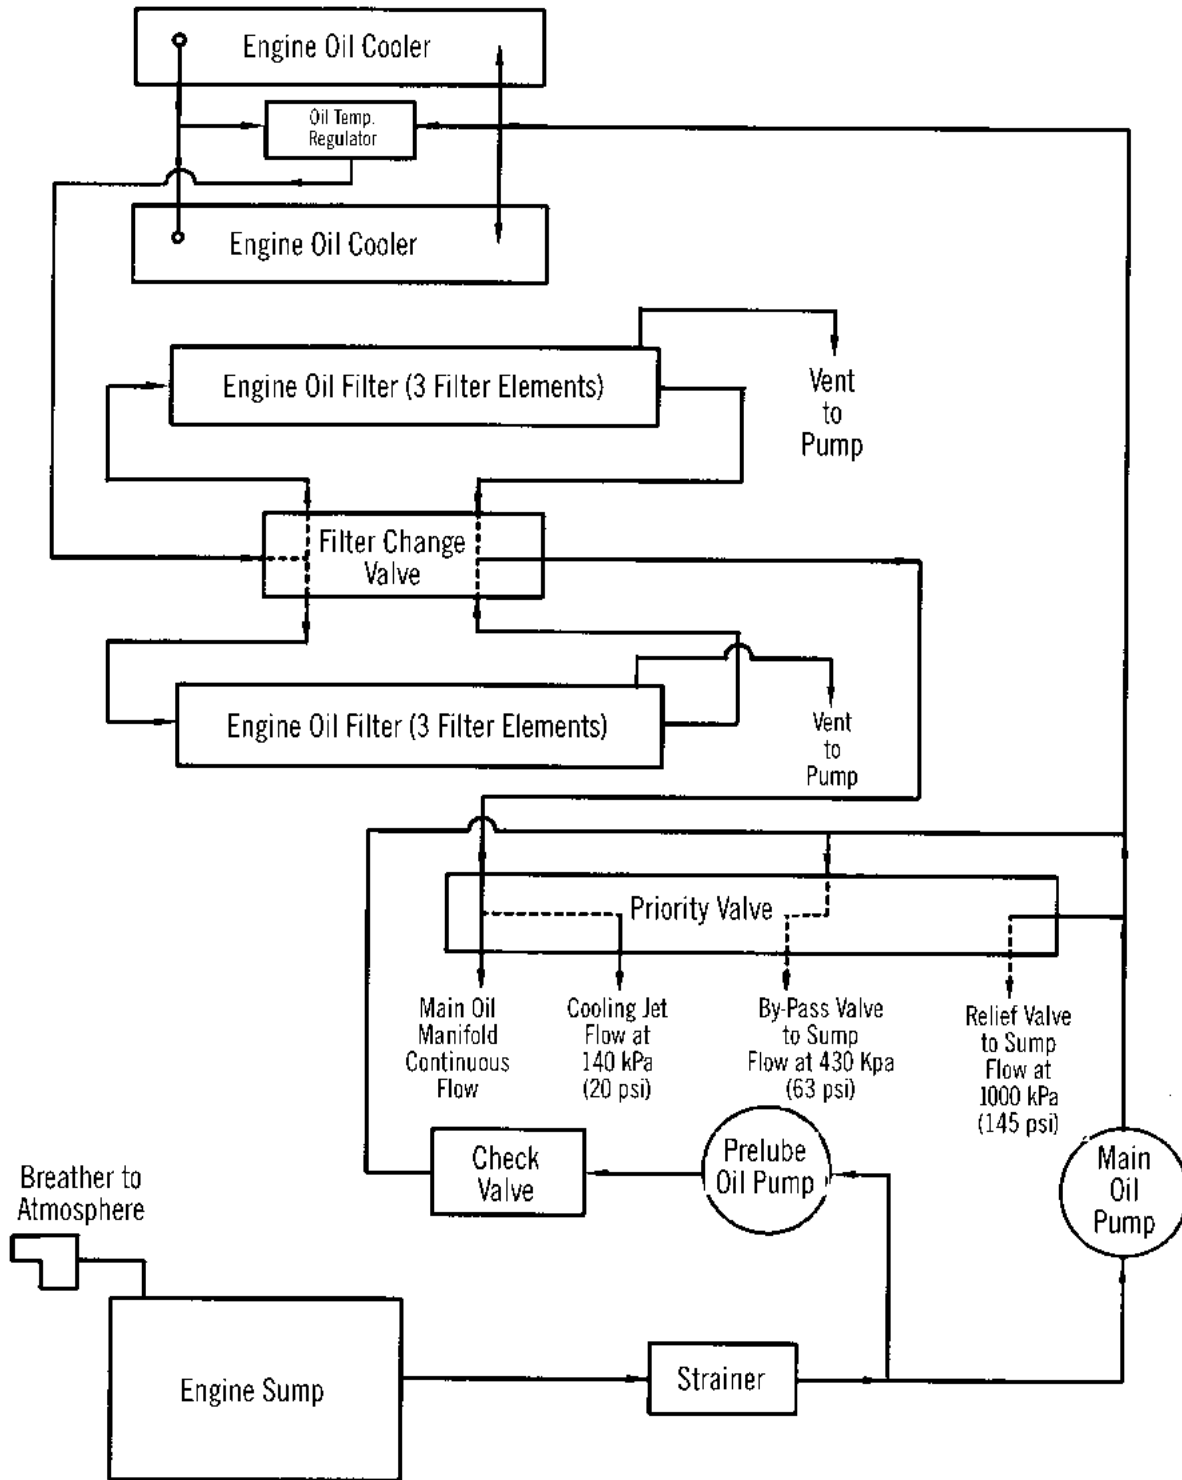 Engine Oil Cooler
Oil Temp.
Regulator
Engine Oil Cooler
Engine Oil Filter (3 Filter Elements)
Vent
to
Pump
Filter Change
Valve
Engine Oil Filter (3 Filter Elements)
Vent
to
Pump
Priority Valve
Main Oil
Manifold
Continuous
Flow
Cooling Jet
Flow at
140 kPa
(20 psi)
By-Pass Valve
to Sump
Flow at 430 Kpa
(63 psi)
Relief Valve
to Sump
Flow at
1000 kPa
(145 psi)
Check
Valve
Prelube
Oil Pump
Main
Oil
Pump
Breather to
Atmosphere
Engine Sump
Strainer